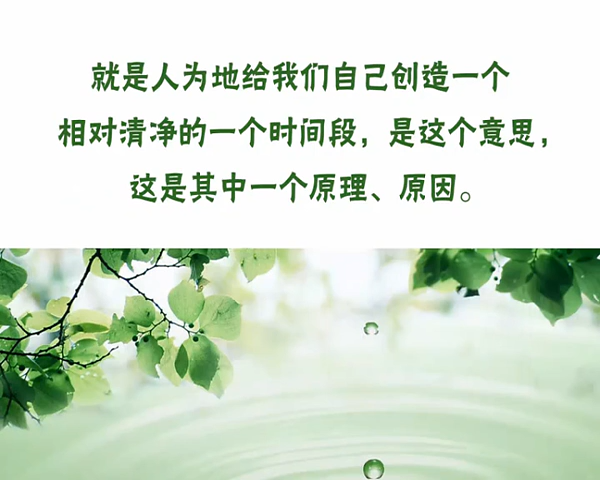 就是人为地给我们自己创造一个
相对清净的一个时间段，是这个意思，
这是其中一个原理、原因。